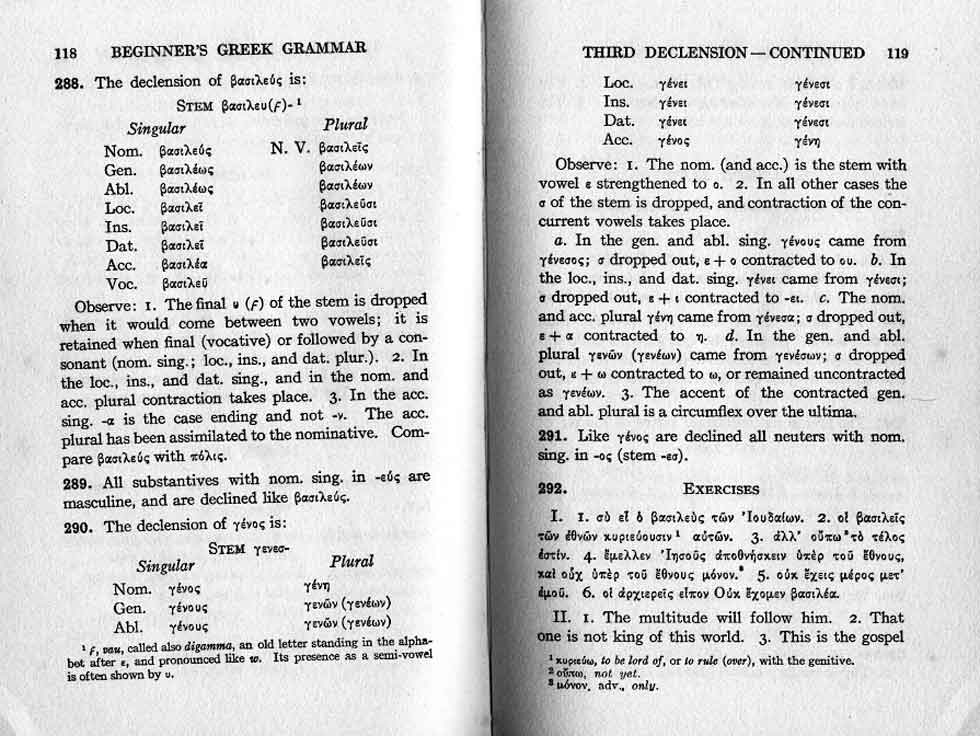 118 BEGINNER'S GREEK GRAMMAR
288. The declension of βασιλεύς is:
STEM βασιλευ(ϝ)- ¹
Singular Plural
Nom. βασιλεύς N. V. βασιλεῖς
Gen. βασιλέως βασιλέων
Abl. βασιλέως βασιλέων
Loc. βασιλεῖ βασιλεῦσι
Ins. βασιλεῖ βασιλεῦσι
Dat. βασιλεῖ βασιλεῦσι
Acc. βασιλέα βασιλεῖς
Voc. βασιλεῦ
Observe: 1. The final υ (ϝ) of the stem is dropped
when it would come between two vowels; it is
retained when final (vocative) or followed by a con-
sonant (nom. sing.; loc., ins., and dat. plur.). 2. In
the loc., ins., and dat. sing., and in the nom. and
acc. plural contraction takes place. 3. In the acc.
sing. -α is the case ending and not -ν. The acc.
plural has been assimilated to the nominative. Com-
pare βασιλεύς with πόλις.
289. All substantives with nom. sing. in -εύς are
masculine, and are declined like βασιλεύς.
290. The declension of γένος is:
STEM γενεσ-
Singular Plural
Nom. γένος γένη
Gen. γένους γενῶν (γενέων)
Abl. γένους γενῶν (γενέων)
¹ ϝ, vau, called also digamma, an old letter standing in the alpha-
bet after ε, and pronounced like w. Its presence as a semi-vowel
is often shown by υ.
THIRD DECLENSION — CONTINUED 119
Loc. γένει γένεσι
Ins. γένει γένεσι
Dat. γένει γένεσι
Acc. γένος γένη
Observe: 1. The nom. (and acc.) is the stem with
vowel ε strengthened to ο. 2. In all other cases the
σ of the stem is dropped, and contraction of the con-
current vowels takes place.
a. In the gen. and abl. sing. γένους came from
γένεσος; σ dropped out, ε + ο contracted to ου. b. In
the loc., ins., and dat. sing. γένει came from γένεσι;
σ dropped out, ε + ι contracted to -ει. c. The nom.
and acc. plural γένη came from γένεσα; σ dropped out,
ε + α contracted to η. d. In the gen. and abl.
plural γενῶν (γενέων) came from γενέσων; σ dropped
out, ε + ω contracted to ω, or remained uncontracted
as γενέων. 3. The accent of the contracted gen.
and abl. plural is a circumflex over the ultima.
291. Like γένος are declined all neuters with nom.
sing. in -ος (stem -εσ).
292. EXERCISES
I. 1. σὺ εἶ ὁ βασιλεὺς τῶν Ἰουδαίων. 2. οἱ βασιλεῖς
τῶν ἐθνῶν κυριεύουσιν¹ αὐτῶν. 3. ἀλλ' οὔπω² τὸ τέλος
ἐστίν. 4. ἔμελλεν Ἰησοῦς ἀποθνήσκειν ὑπὲρ τοῦ ἔθνους,
καὶ οὐχ ὑπὲρ τοῦ ἔθνους μόνον.³ 5. οὐκ ἔχεις μέρος μετ'
ἐμοῦ. 6. οἱ ἀρχιερεῖς εἶπον Οὐκ ἔχομεν βασιλέα.
II. 1. The multitude will follow him. 2. That
one is not king of this world. 3. This is the gospel
¹ κυριεύω, to be lord of, or to rule (over), with the genitive.
² οὔπω, not yet.
³ μόνον, adv., only.